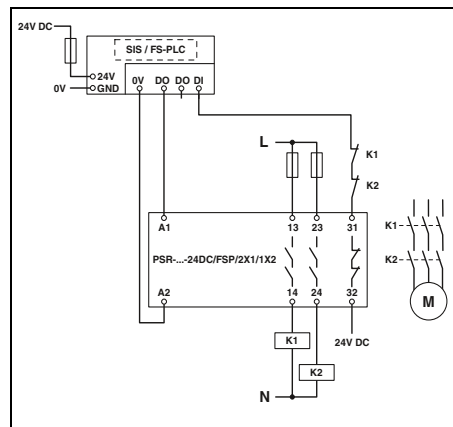 24V DC
SIS / FS-PLC
24V
0V
GND
0V DO DO DI
L
K1
K2
A1 13 23 31
PSR-...-24DC/FSP/2X1/1X2
K1
K2
A2 14 24 32
M
K1
24V DC
K2
N